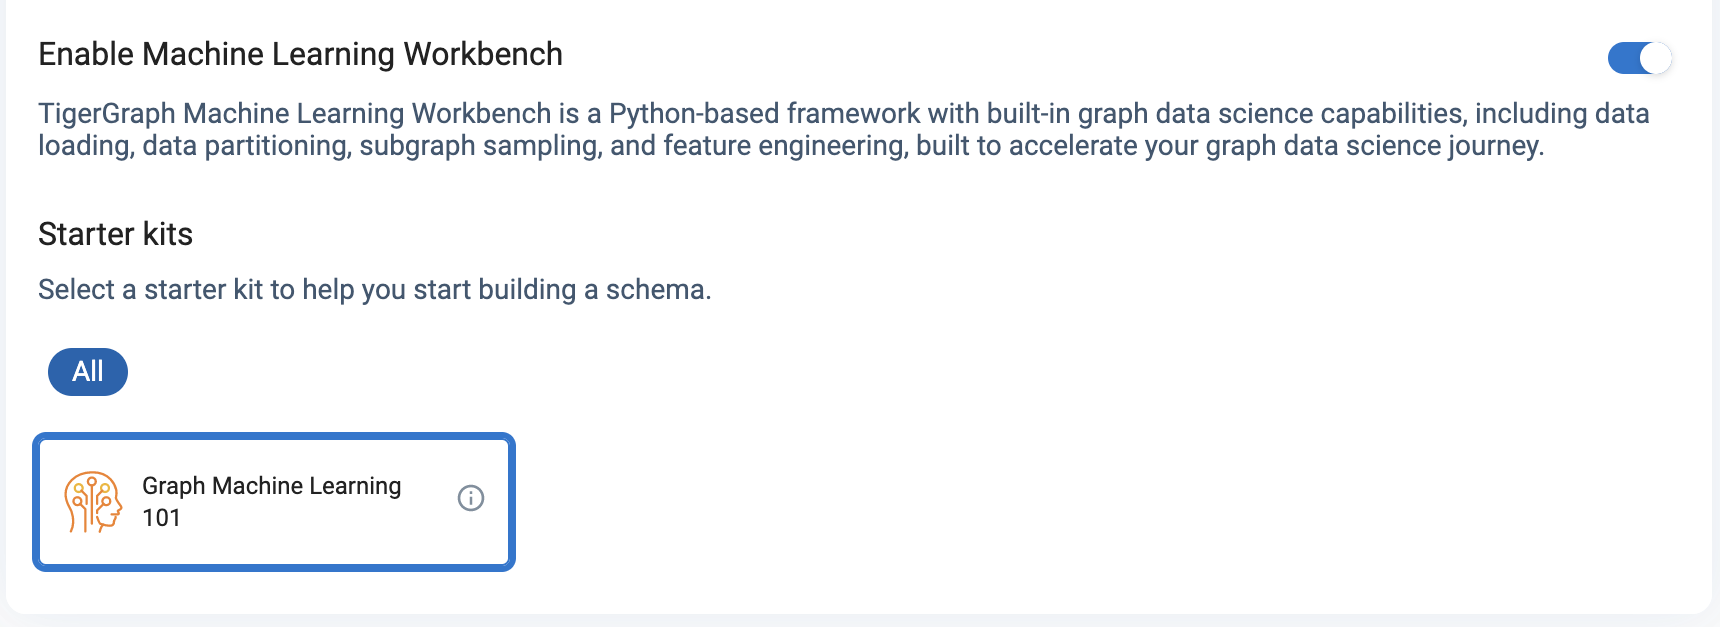 Enable Machine Learning Workbench
TigerGraph Machine Learning Workbench is a Python-based framework with built-in graph data science capabilities, including data
loading, data partitioning, subgraph sampling, and feature engineering, built to accelerate your graph data science journey.
Starter kits
Select a starter kit to help you start building a schema.
All
Graph Machine Learning
101